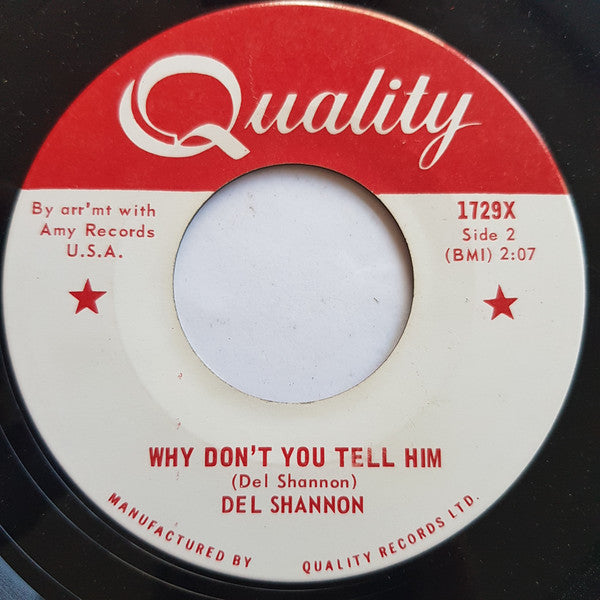 Quality
By arr'mt with
Amy Records
U.S.A.
1729X
Side 2
(BMI) 2:07
WHY DON'T YOU TELL HIM
(Del Shannon)
DEL SHANNON
MANUFACTURED BY QUALITY RECORDS LTD.